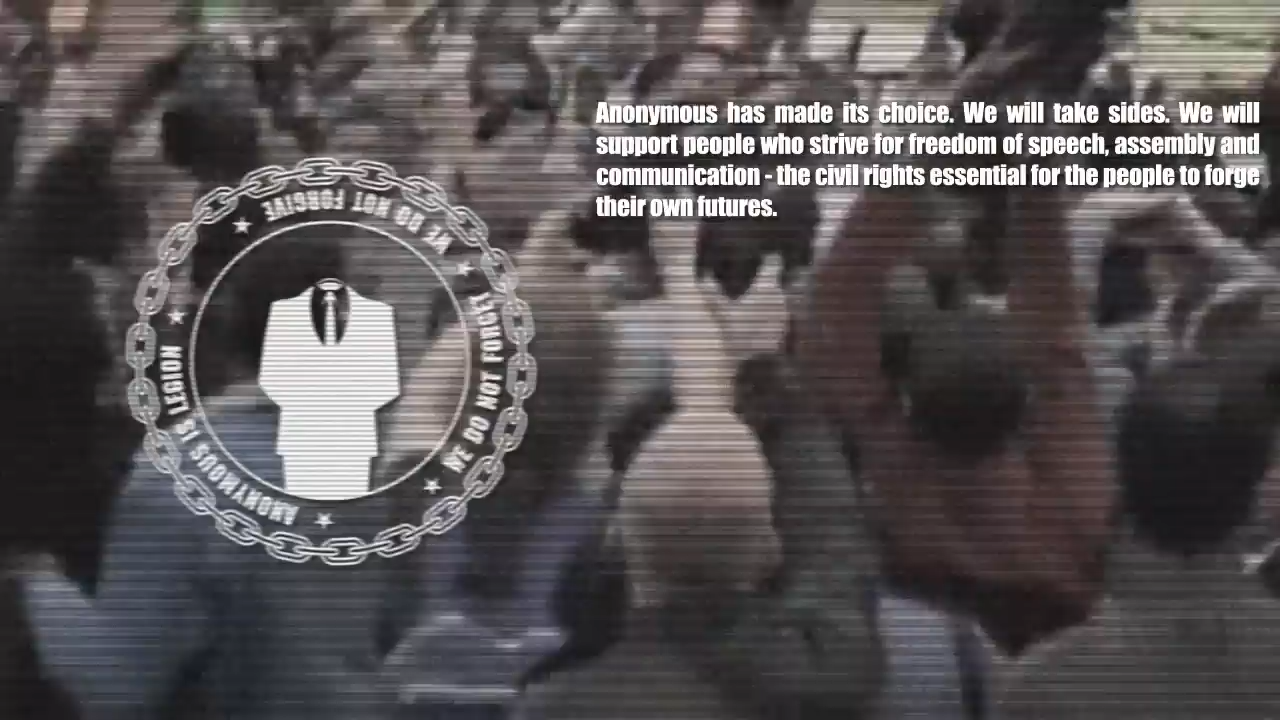 Anonymous has made its choice. We will take sides. We will
support people who strive for freedom of speech, assembly and
communication - the civil rights essential for the people to forge
their own futures.
WE DO NOT FORGIVE
WE DO NOT FORGET
ANONYMOUS IS LEGION